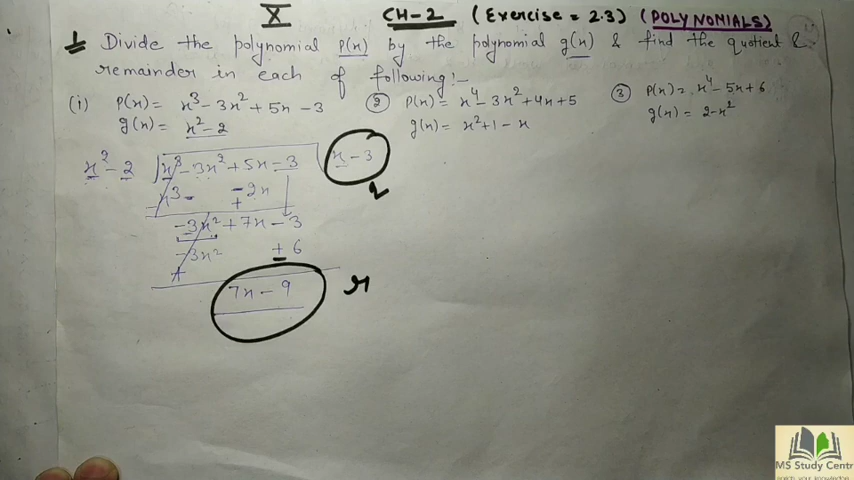 X CH-2 (Exercise = 2.3) (POLYNONIALS)
1 Divide the polynomial p(x) by the polynomial g(x) & find the quotient &
remainder in each of following:-
(i) p(x) = x³-3x²+5x-3 ② p(x) = x⁴-3x²+4x+5 ③ p(x) = x⁴-5x+6
g(x) = x²-2 g(x) = x²+1-x g(x) = 2-x²
x²-2 x³-3x²+5x-3 x-3
x³- -2x q
+
-3x²+7x-3
-3x² + 6
+
7x-9 r
MS Study Centr